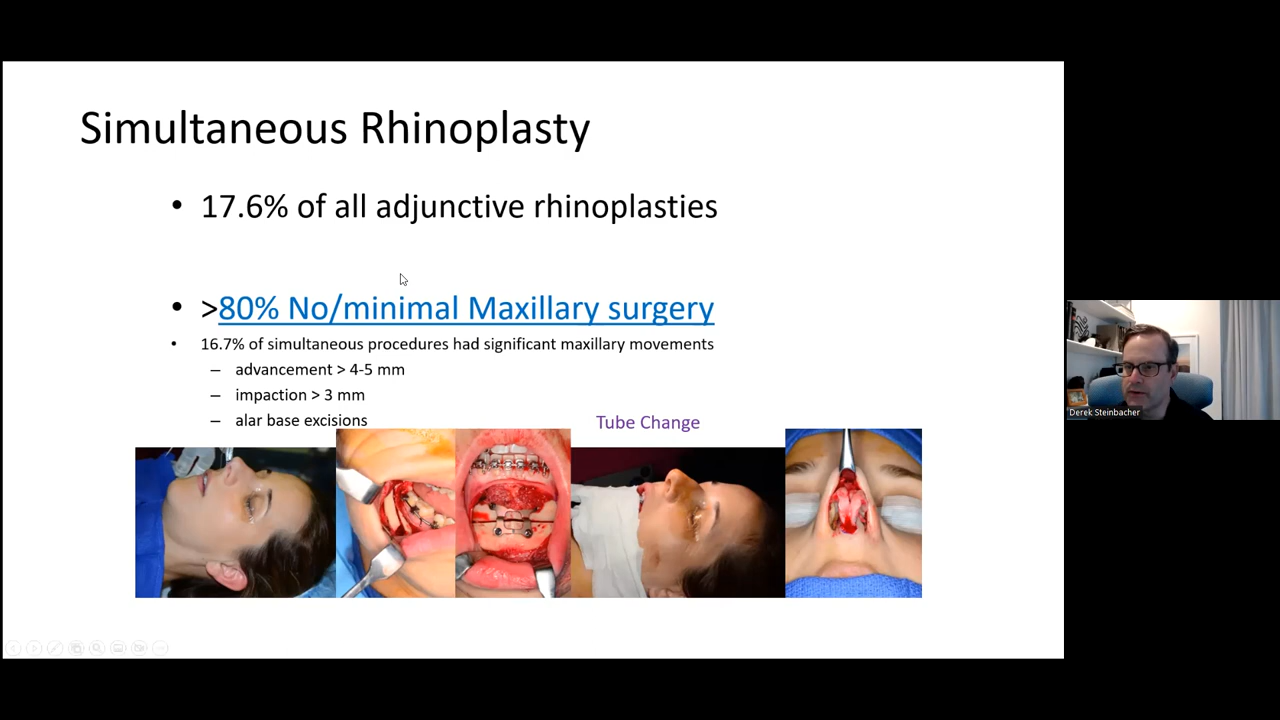 Simultaneous Rhinoplasty
• 17.6% of all adjunctive rhinoplasties
• >80% No/minimal Maxillary surgery
• 16.7% of simultaneous procedures had significant maxillary movements
– advancement > 4-5 mm
– impaction > 3 mm
– alar base excisions
Tube Change
Derek Steinbacher